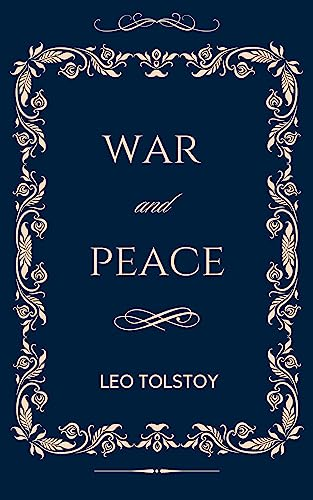 WAR
and
PEACE
LEO TOLSTOY